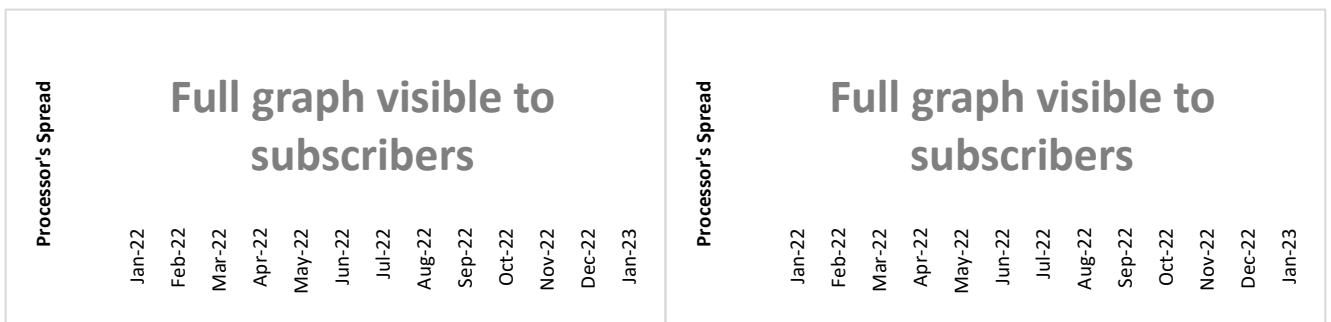 Processor's Spread
Full graph visible to
subscribers
Jan-22
Feb-22
Mar-22
Apr-22
May-22
Jun-22
Jul-22
Aug-22
Sep-22
Oct-22
Nov-22
Dec-22
Jan-23
Processor's Spread
Full graph visible to
subscribers
Jan-22
Feb-22
Mar-22
Apr-22
May-22
Jun-22
Jul-22
Aug-22
Sep-22
Oct-22
Nov-22
Dec-22
Jan-23